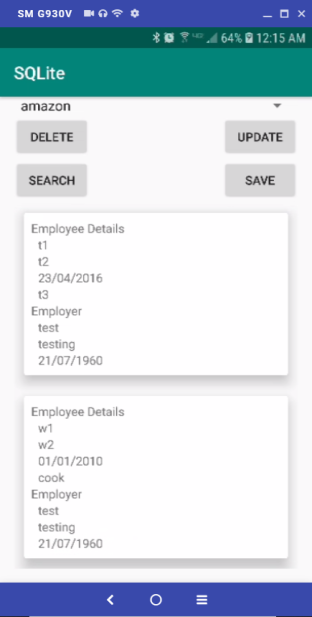 SM G930V
64% 12:15 AM
SQLite
amazon
DELETE UPDATE
SEARCH SAVE
Employee Details
t1
t2
23/04/2016
t3
Employer
test
testing
21/07/1960
Employee Details
w1
w2
01/01/2010
cook
Employer
test
testing
21/07/1960